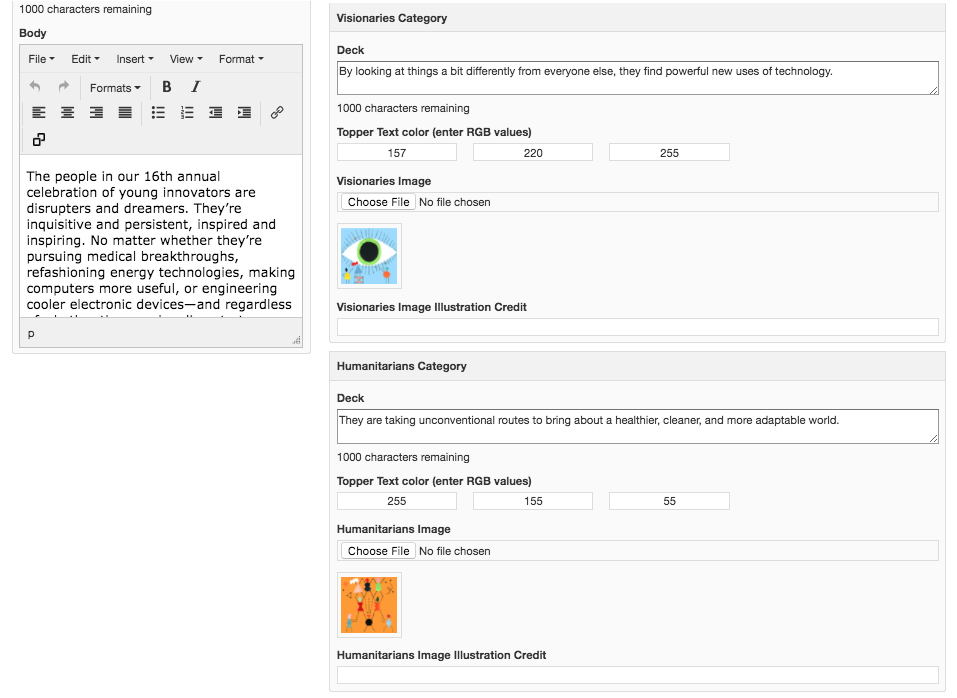 1000 characters remaining
Body
File Edit Insert View Format
Formats B I
The people in our 16th annual
celebration of young innovators are
disrupters and dreamers. They’re
inquisitive and persistent, inspired and
inspiring. No matter whether they’re
pursuing medical breakthroughs,
refashioning energy technologies, making
computers more useful, or engineering
cooler electronic devices—and regardless
p
Visionaries Category
Deck
By looking at things a bit differently from everyone else, they find powerful new uses of technology.
1000 characters remaining
Topper Text color (enter RGB values)
157 220 255
Visionaries Image
Choose File No file chosen
Visionaries Image Illustration Credit
Humanitarians Category
Deck
They are taking unconventional routes to bring about a healthier, cleaner, and more adaptable world.
1000 characters remaining
Topper Text color (enter RGB values)
255 155 55
Humanitarians Image
Choose File No file chosen
Humanitarians Image Illustration Credit